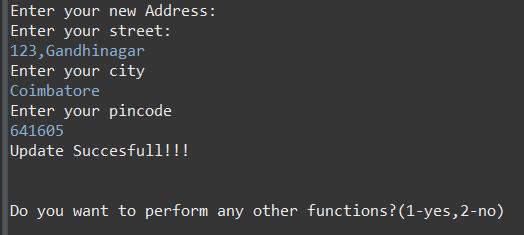 Enter your new Address:
Enter your street:
123,Gandhinagar
Enter your city
Coimbatore
Enter your pincode
641605
Update Succesfull!!!
Do you want to perform any other functions?(1-yes,2-no)